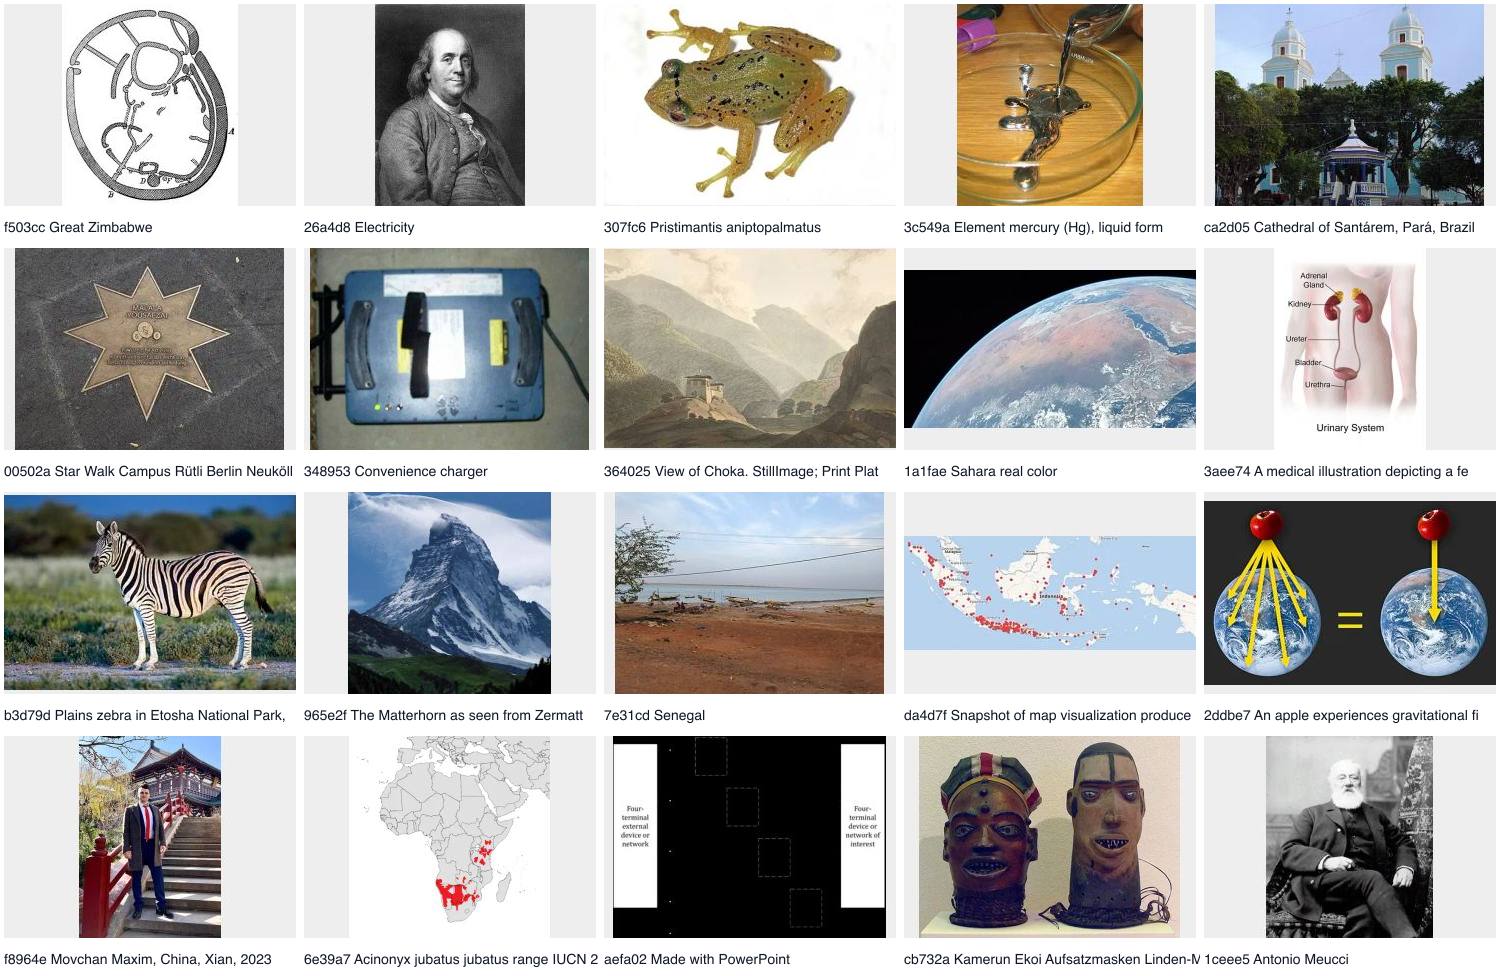 A
B
D
F
f503cc Great Zimbabwe
26a4d8 Electricity
307fc6 Pristimantis aniptopalmatus
3c549a Element mercury (Hg), liquid form
ca2d05 Cathedral of Santárem, Pará, Brazil
MALALA
YOUSAFZAI
Adrenal
Gland
Kidney
Ureter
Bladder
Urethra
Urinary System
00502a Star Walk Campus Rütli Berlin Neuköll
348953 Convenience charger
364025 View of Choka. StillImage; Print Plat
1a1fae Sahara real color
3aee74 A medical illustration depicting a fe
Indonesia
=
b3d79d Plains zebra in Etosha National Park,
965e2f The Matterhorn as seen from Zermatt
7e31cd Senegal
da4d7f Snapshot of map visualization produce
2ddbe7 An apple experiences gravitational fi
Four-
terminal
external
device or
network
Four-
terminal
device or
network of
interest
f8964e Movchan Maxim, China, Xian, 2023
6e39a7 Acinonyx jubatus jubatus range IUCN 2
aefa02 Made with PowerPoint
cb732a Kamerun Ekoi Aufsatzmasken Linden-M
1ceee5 Antonio Meucci